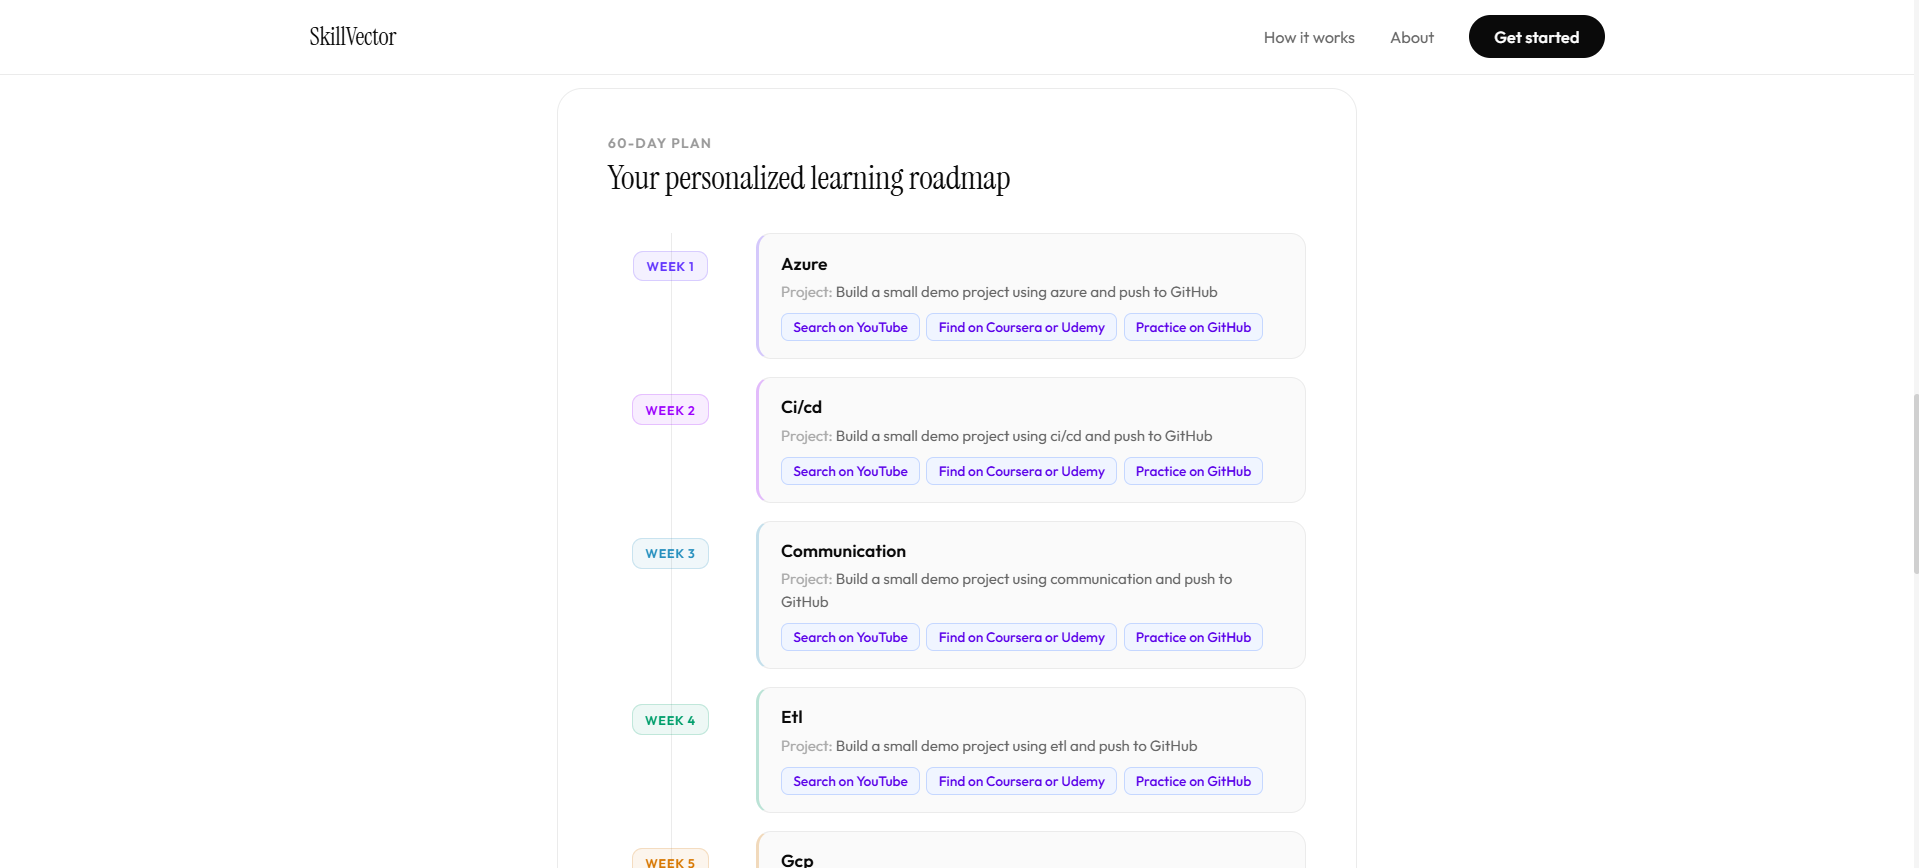 SkillVector
How it works
About
Get started
60-DAY PLAN
Your personalized learning roadmap
WEEK 1
Azure
Project: Build a small demo project using azure and push to GitHub
Search on YouTube
Find on Coursera or Udemy
Practice on GitHub
WEEK 2
Ci/cd
Project: Build a small demo project using ci/cd and push to GitHub
Search on YouTube
Find on Coursera or Udemy
Practice on GitHub
WEEK 3
Communication
Project: Build a small demo project using communication and push to
GitHub
Search on YouTube
Find on Coursera or Udemy
Practice on GitHub
WEEK 4
Etl
Project: Build a small demo project using etl and push to GitHub
Search on YouTube
Find on Coursera or Udemy
Practice on GitHub
WEEK 5
Gcp